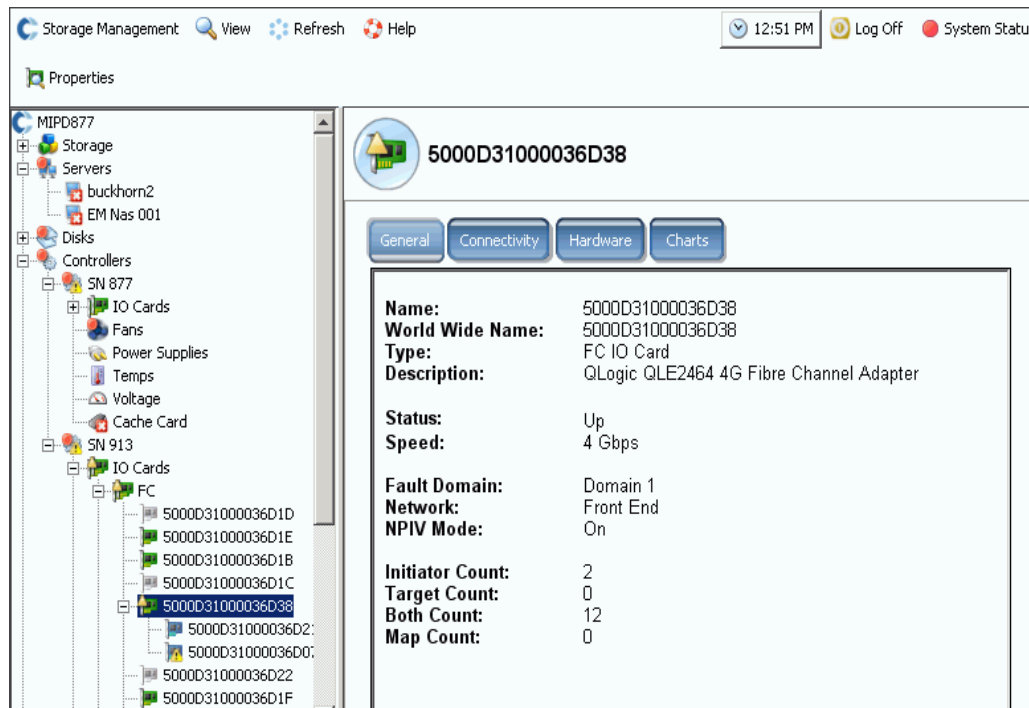 Storage Management View Refresh Help 12:51 PM Log Off System Statu
Properties
MIPD877
Storage
Servers
buckhorn2
EM Nas 001
Disks
Controllers
SN 877
IO Cards
Fans
Power Supplies
Temps
Voltage
Cache Card
SN 913
IO Cards
FC
5000D31000036D1D
5000D31000036D1E
5000D31000036D1B
5000D31000036D1C
5000D31000036D38
5000D31000036D2
5000D31000036D0
5000D31000036D22
5000D31000036D1F
5000D31000036D38
General Connectivity Hardware Charts
Name: 5000D31000036D38
World Wide Name: 5000D31000036D38
Type: FC IO Card
Description: QLogic QLE2464 4G Fibre Channel Adapter
Status: Up
Speed: 4 Gbps
Fault Domain: Domain 1
Network: Front End
NPIV Mode: On
Initiator Count: 2
Target Count: 0
Both Count: 12
Map Count: 0